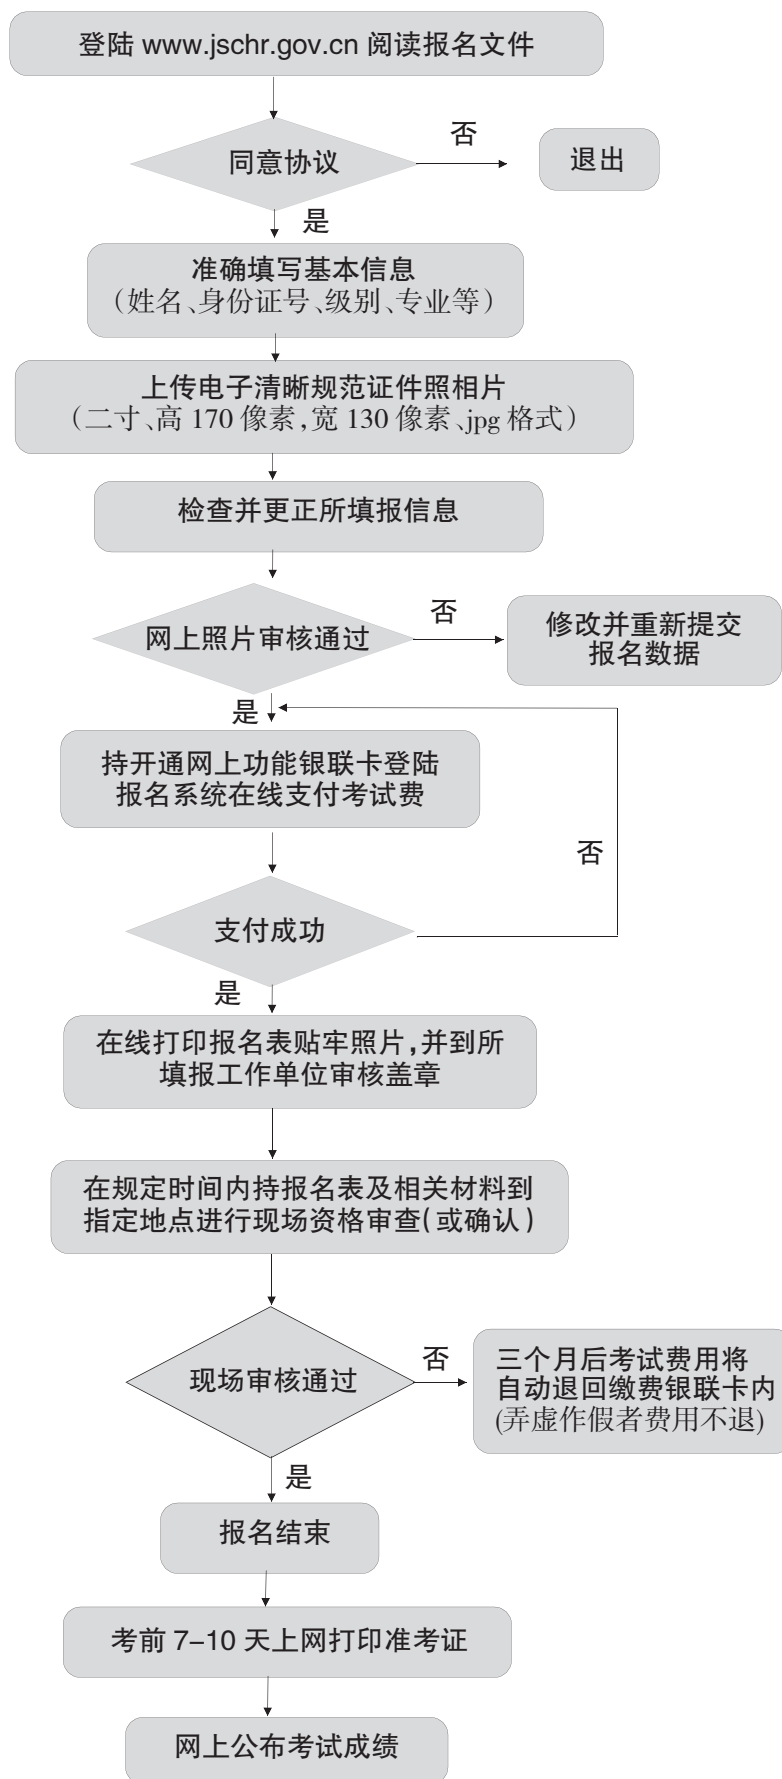 登陆 www.jschr.gov.cn 阅读报名文件
同意协议
否
退出
是
准确填写基本信息
（姓名、身份证号、级别、专业等）
上传电子清晰规范证件照相片
（二寸、高 170 像素，宽 130 像素、jpg 格式）
检查并更正所填报信息
网上照片审核通过
否
修改并重新提交
报名数据
是
持开通网上功能银联卡登陆
报名系统在线支付考试费
否
支付成功
是
在线打印报名表贴牢照片，并到所
填报工作单位审核盖章
在规定时间内持报名表及相关材料到
指定地点进行现场资格审查（或确认）
现场审核通过
否
三个月后考试费用将
自动退回缴费银联卡内
(弄虚作假者费用不退)
是
报名结束
考前 7-10 天上网打印准考证
网上公布考试成绩